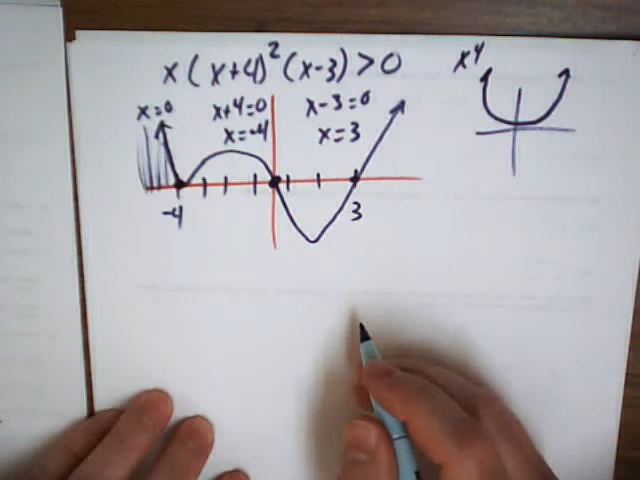 x(x+4)²(x-3)>0
x⁴
x=0 x+4=0 x-3=0
x=-4 x=3
-4 3